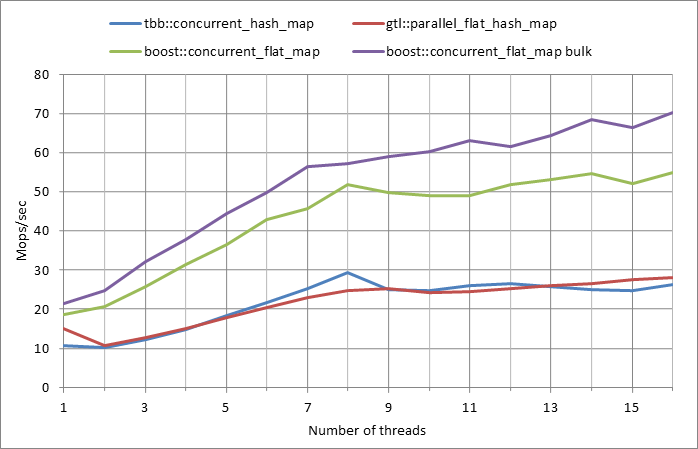 tbb::concurrent_hash_map gtl::parallel_flat_hash_map
boost::concurrent_flat_map boost::concurrent_flat_map bulk
80
70
60
50
40
30
20
10
0
Mops/sec
1 3 5 7 9 11 13 15
Number of threads